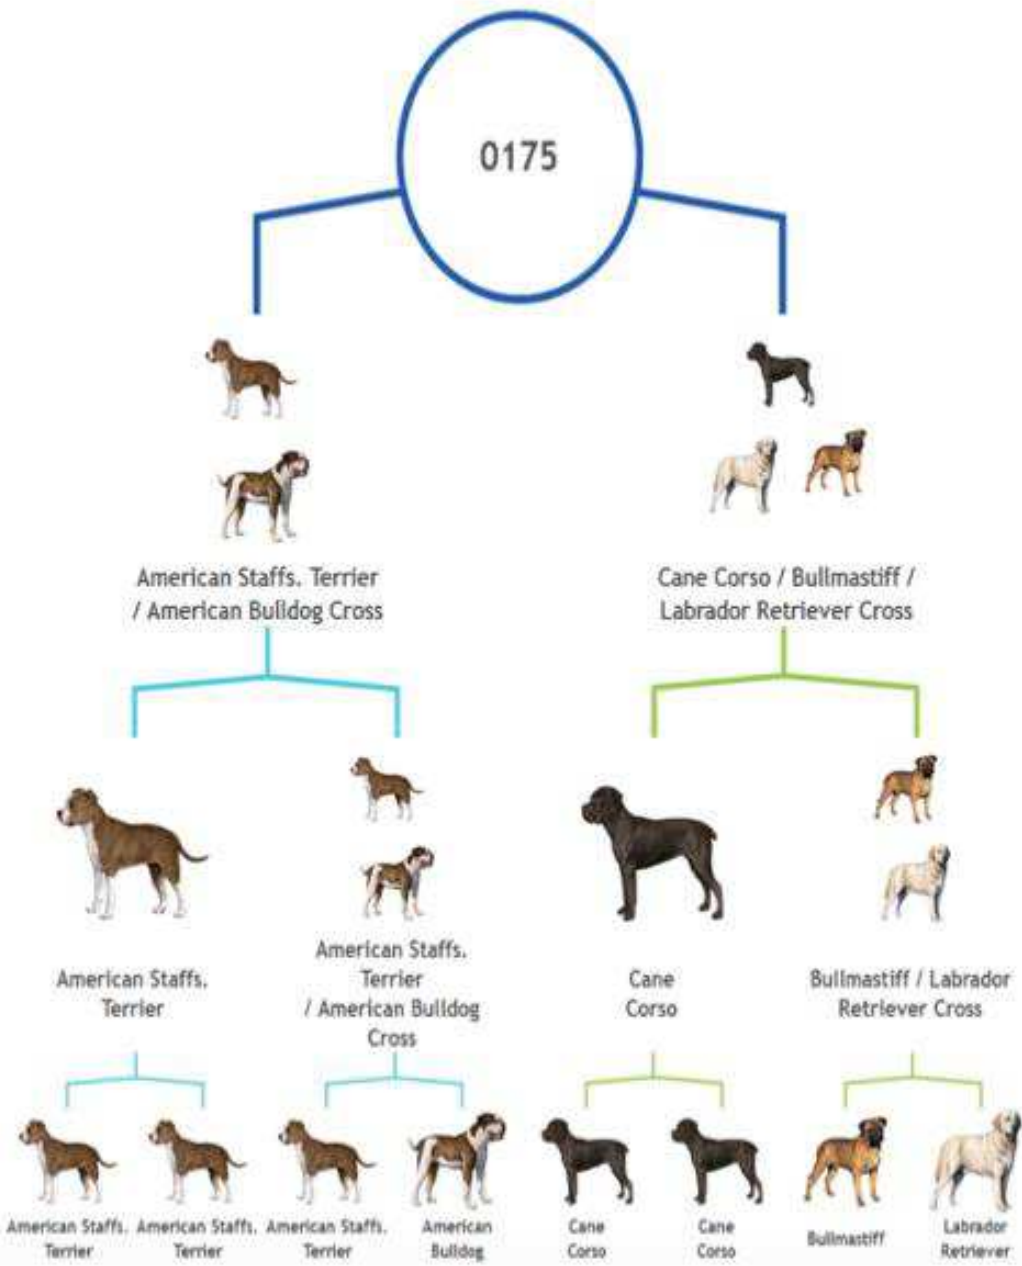 0175
American Staffs. Terrier
/ American Bulldog Cross
Cane Corso / Bullmastiff /
Labrador Retriever Cross
American Staffs.
Terrier
American Staffs.
Terrier
/ American Bulldog
Cross
Cane
Corso
Bullmastiff / Labrador
Retriever Cross
American Staffs.
Terrier
American Staffs.
Terrier
American Staffs.
Terrier
American
Bulldog
Cane
Corso
Cane
Corso
Bullmastiff
Labrador
Retriever